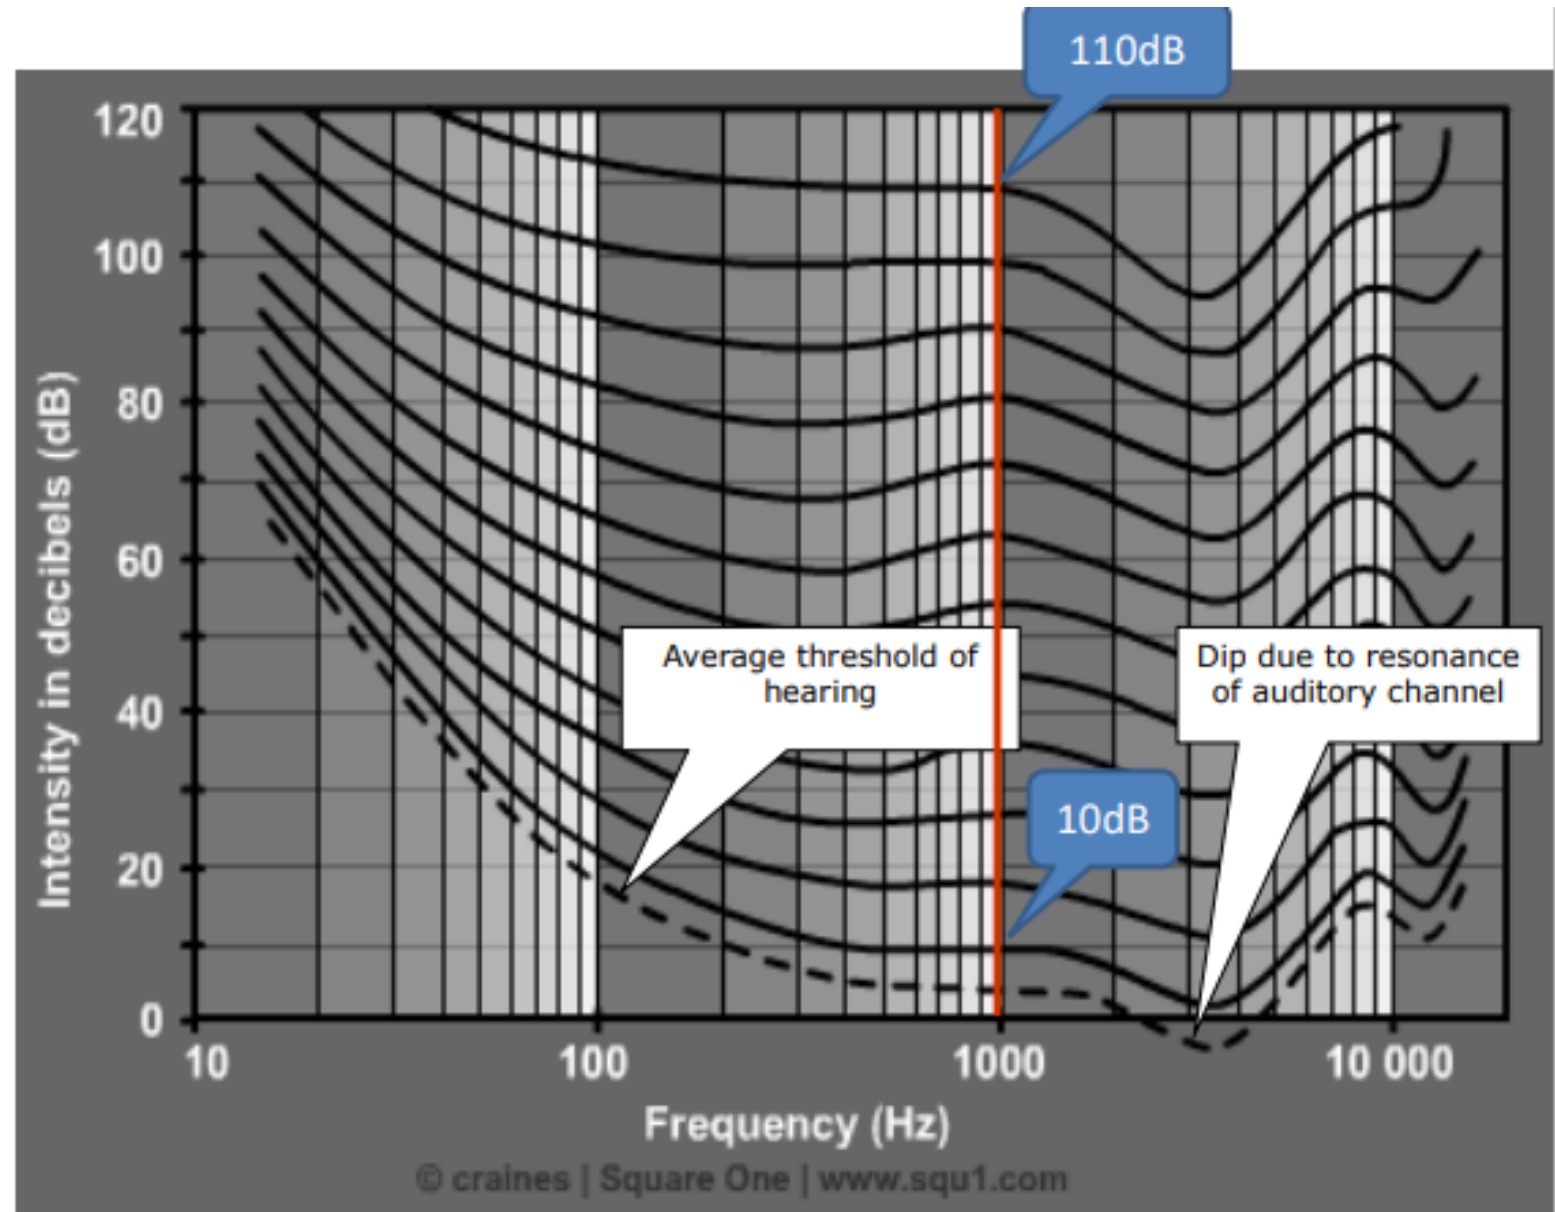 110dB
120
100
80
60
40
20
0
Intensity in decibels (dB)
Average threshold of
hearing
Dip due to resonance
of auditory channel
10dB
10
100
1000
10 000
Frequency (Hz)
© craines | Square One | www.squ1.com